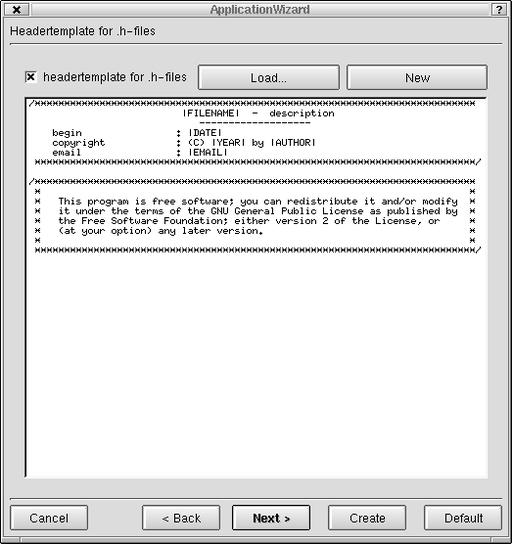 ApplicationWizard
Headertemplate for .h-files
headertemplate for .h-files Load... New
/***************************************************************************
|FILENAME| - description
-------------------
begin : |DATE|
copyright : (C) |YEAR| by |AUTHOR|
email : |EMAIL|
***************************************************************************/
/***************************************************************************
* *
* This program is free software; you can redistribute it and/or modify *
* it under the terms of the GNU General Public License as published by *
* the Free Software Foundation; either version 2 of the License, or *
* (at your option) any later version. *
* *
***************************************************************************/
Cancel < Back Next > Create Default